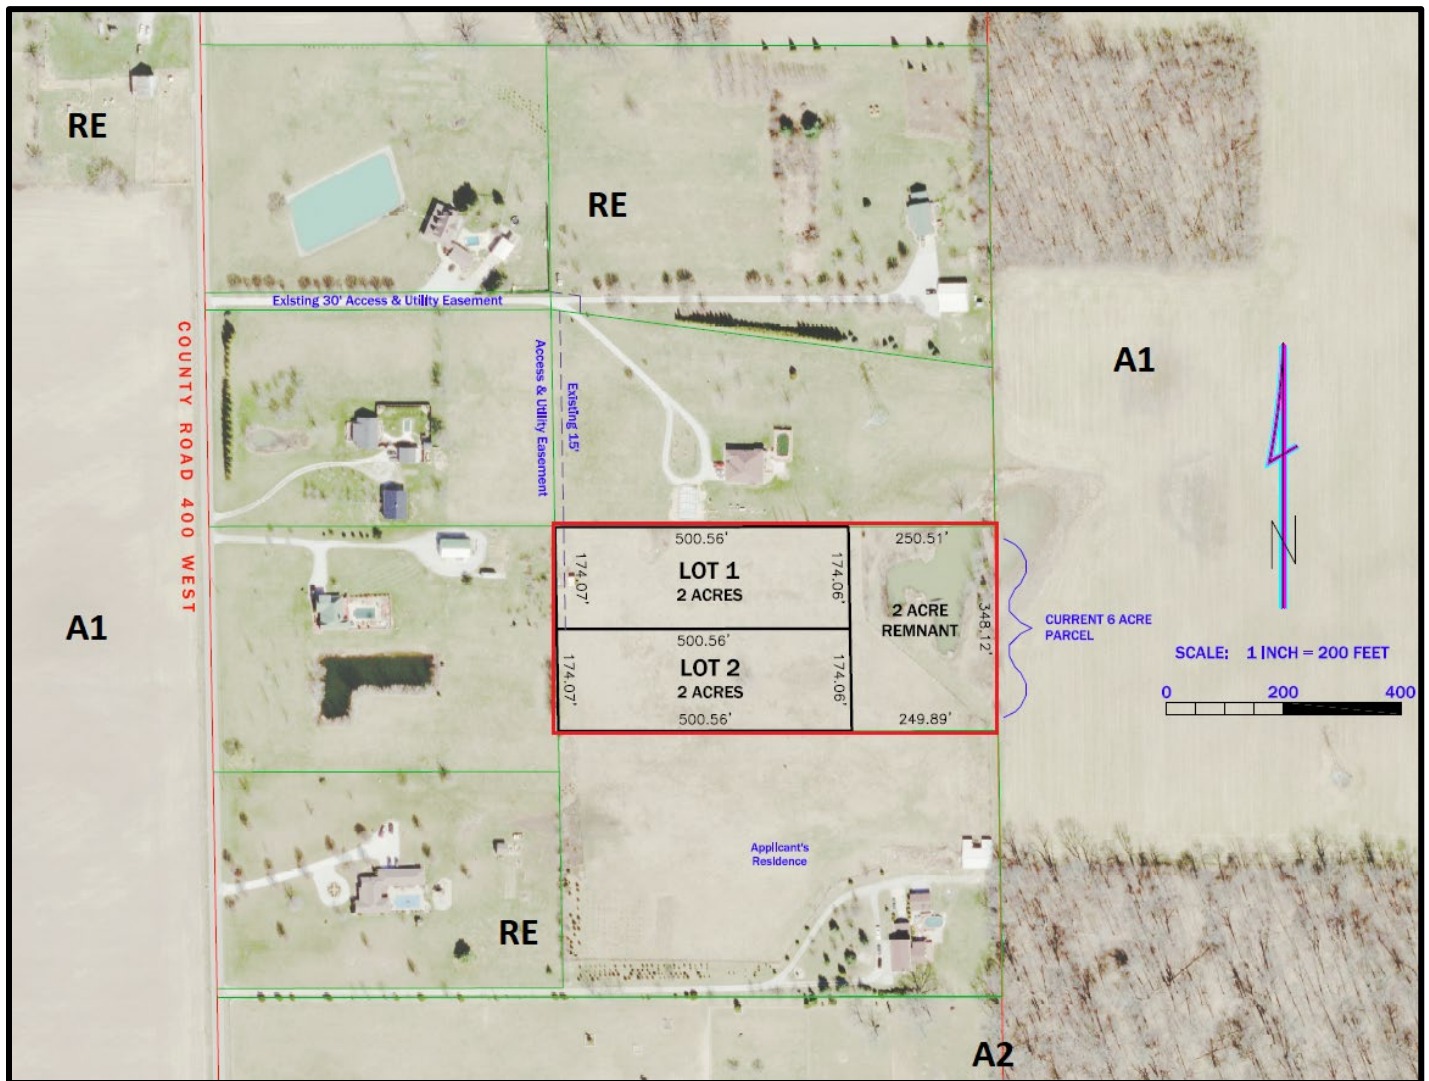 RE
RE
Existing 30' Access & Utility Easement
COUNTY ROAD 400 WEST
Access & Utility Easement
Existing 15'
A1
A1
500.56'
250.51'
174.07'
LOT 1
2 ACRES
174.06'
2 ACRE
REMNANT
348.12'
CURRENT 6 ACRE
PARCEL
500.56'
174.07'
LOT 2
2 ACRES
174.06'
500.56'
249.89'
N
SCALE: 1 INCH = 200 FEET
0 200 400
Applicant's
Residence
RE
A2